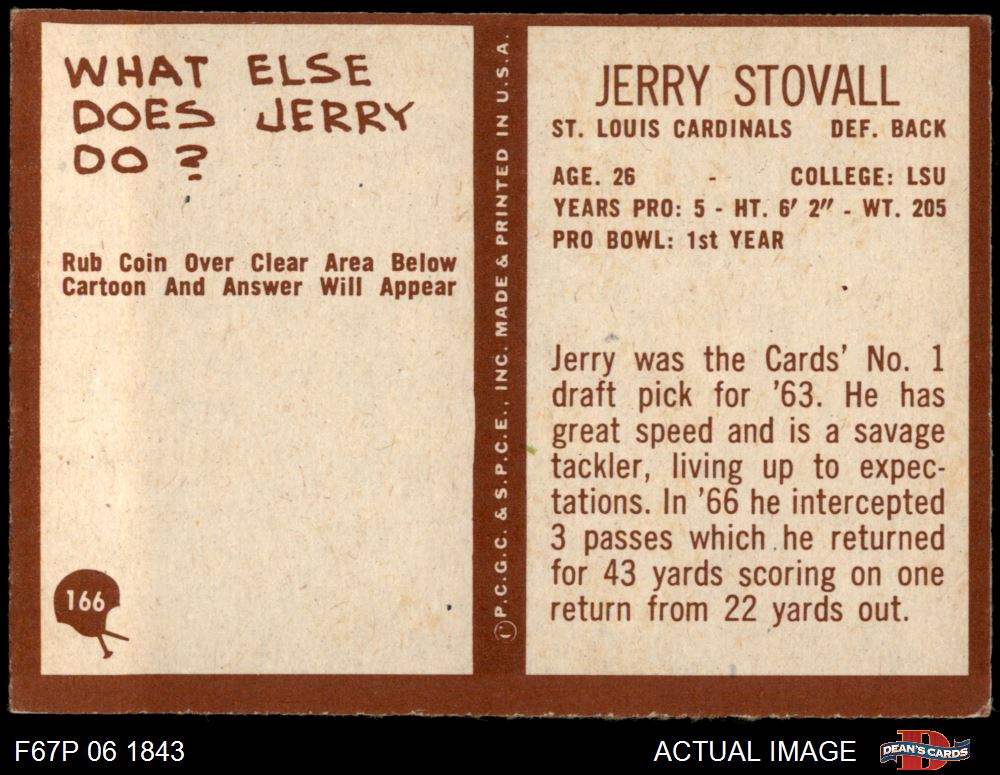 WHAT ELSE
DOES JERRY
DO ?
Rub Coin Over Clear Area Below
Cartoon And Answer Will Appear
166
©P.C.G.C. & S.P.C.E., INC. MADE & PRINTED IN U.S.A.
JERRY STOVALL
ST. LOUIS CARDINALS DEF. BACK
AGE. 26 - COLLEGE: LSU
YEARS PRO: 5 - HT. 6' 2" - WT. 205
PRO BOWL: 1st YEAR
Jerry was the Cards' No. 1
draft pick for '63. He has
great speed and is a savage
tackler, living up to expec-
tations. In '66 he intercepted
3 passes which he returned
for 43 yards scoring on one
return from 22 yards out.
F67P 06 1843
ACTUAL IMAGE
DEAN'S CARDS